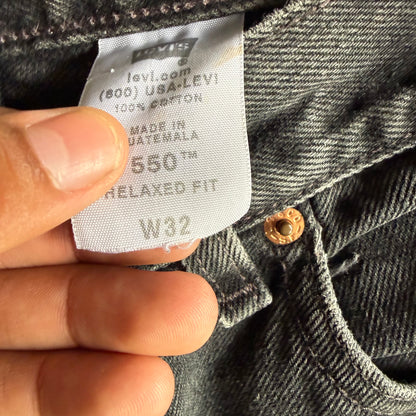 LEVI'S
levi.com
(800) USA-LEVI
100% COTTON
MADE IN
GUATEMALA
550™
RELAXED FIT
W32